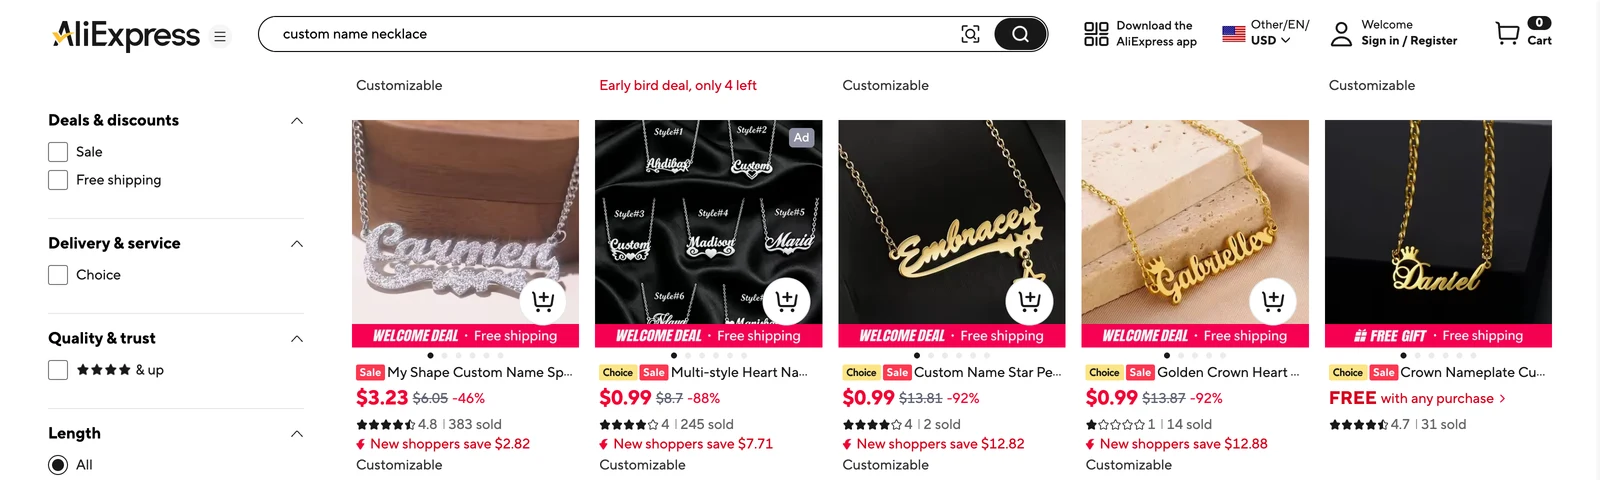 AliExpress
custom name necklace
Download the
AliExpress app
Other/EN/
USD
Welcome
Sign in / Register
0
Cart
Customizable
Early bird deal, only 4 left
Customizable
Customizable
Deals & discounts
Sale
Free shipping
Delivery & service
Choice
Quality & trust
& up
Length
All
Carmen
WELCOME DEAL · Free shipping
Sale My Shape Custom Name Sp...
$3.23 $6.05 -46%
4.8 | 383 sold
New shoppers save $2.82
Customizable
Ad
Style#1
Style#2
Custom
Style#3
Style#4
Style#5
Custom
Madison
Style#6
WELCOME DEAL · Free shipping
Choice Sale Multi-style Heart Na...
$0.99 $8.7 -88%
4 | 245 sold
New shoppers save $7.71
Customizable
WELCOME DEAL · Free shipping
Choice Sale Custom Name Star Pe...
$0.99 $13.81 -92%
4 | 2 sold
New shoppers save $12.82
Customizable
WELCOME DEAL · Free shipping
Choice Sale Golden Crown Heart ...
$0.99 $13.87 -92%
1 | 14 sold
New shoppers save $12.88
Customizable
Daniel
FREE GIFT · Free shipping
Choice Sale Crown Nameplate Cu...
FREE with any purchase >
4.7 | 31 sold